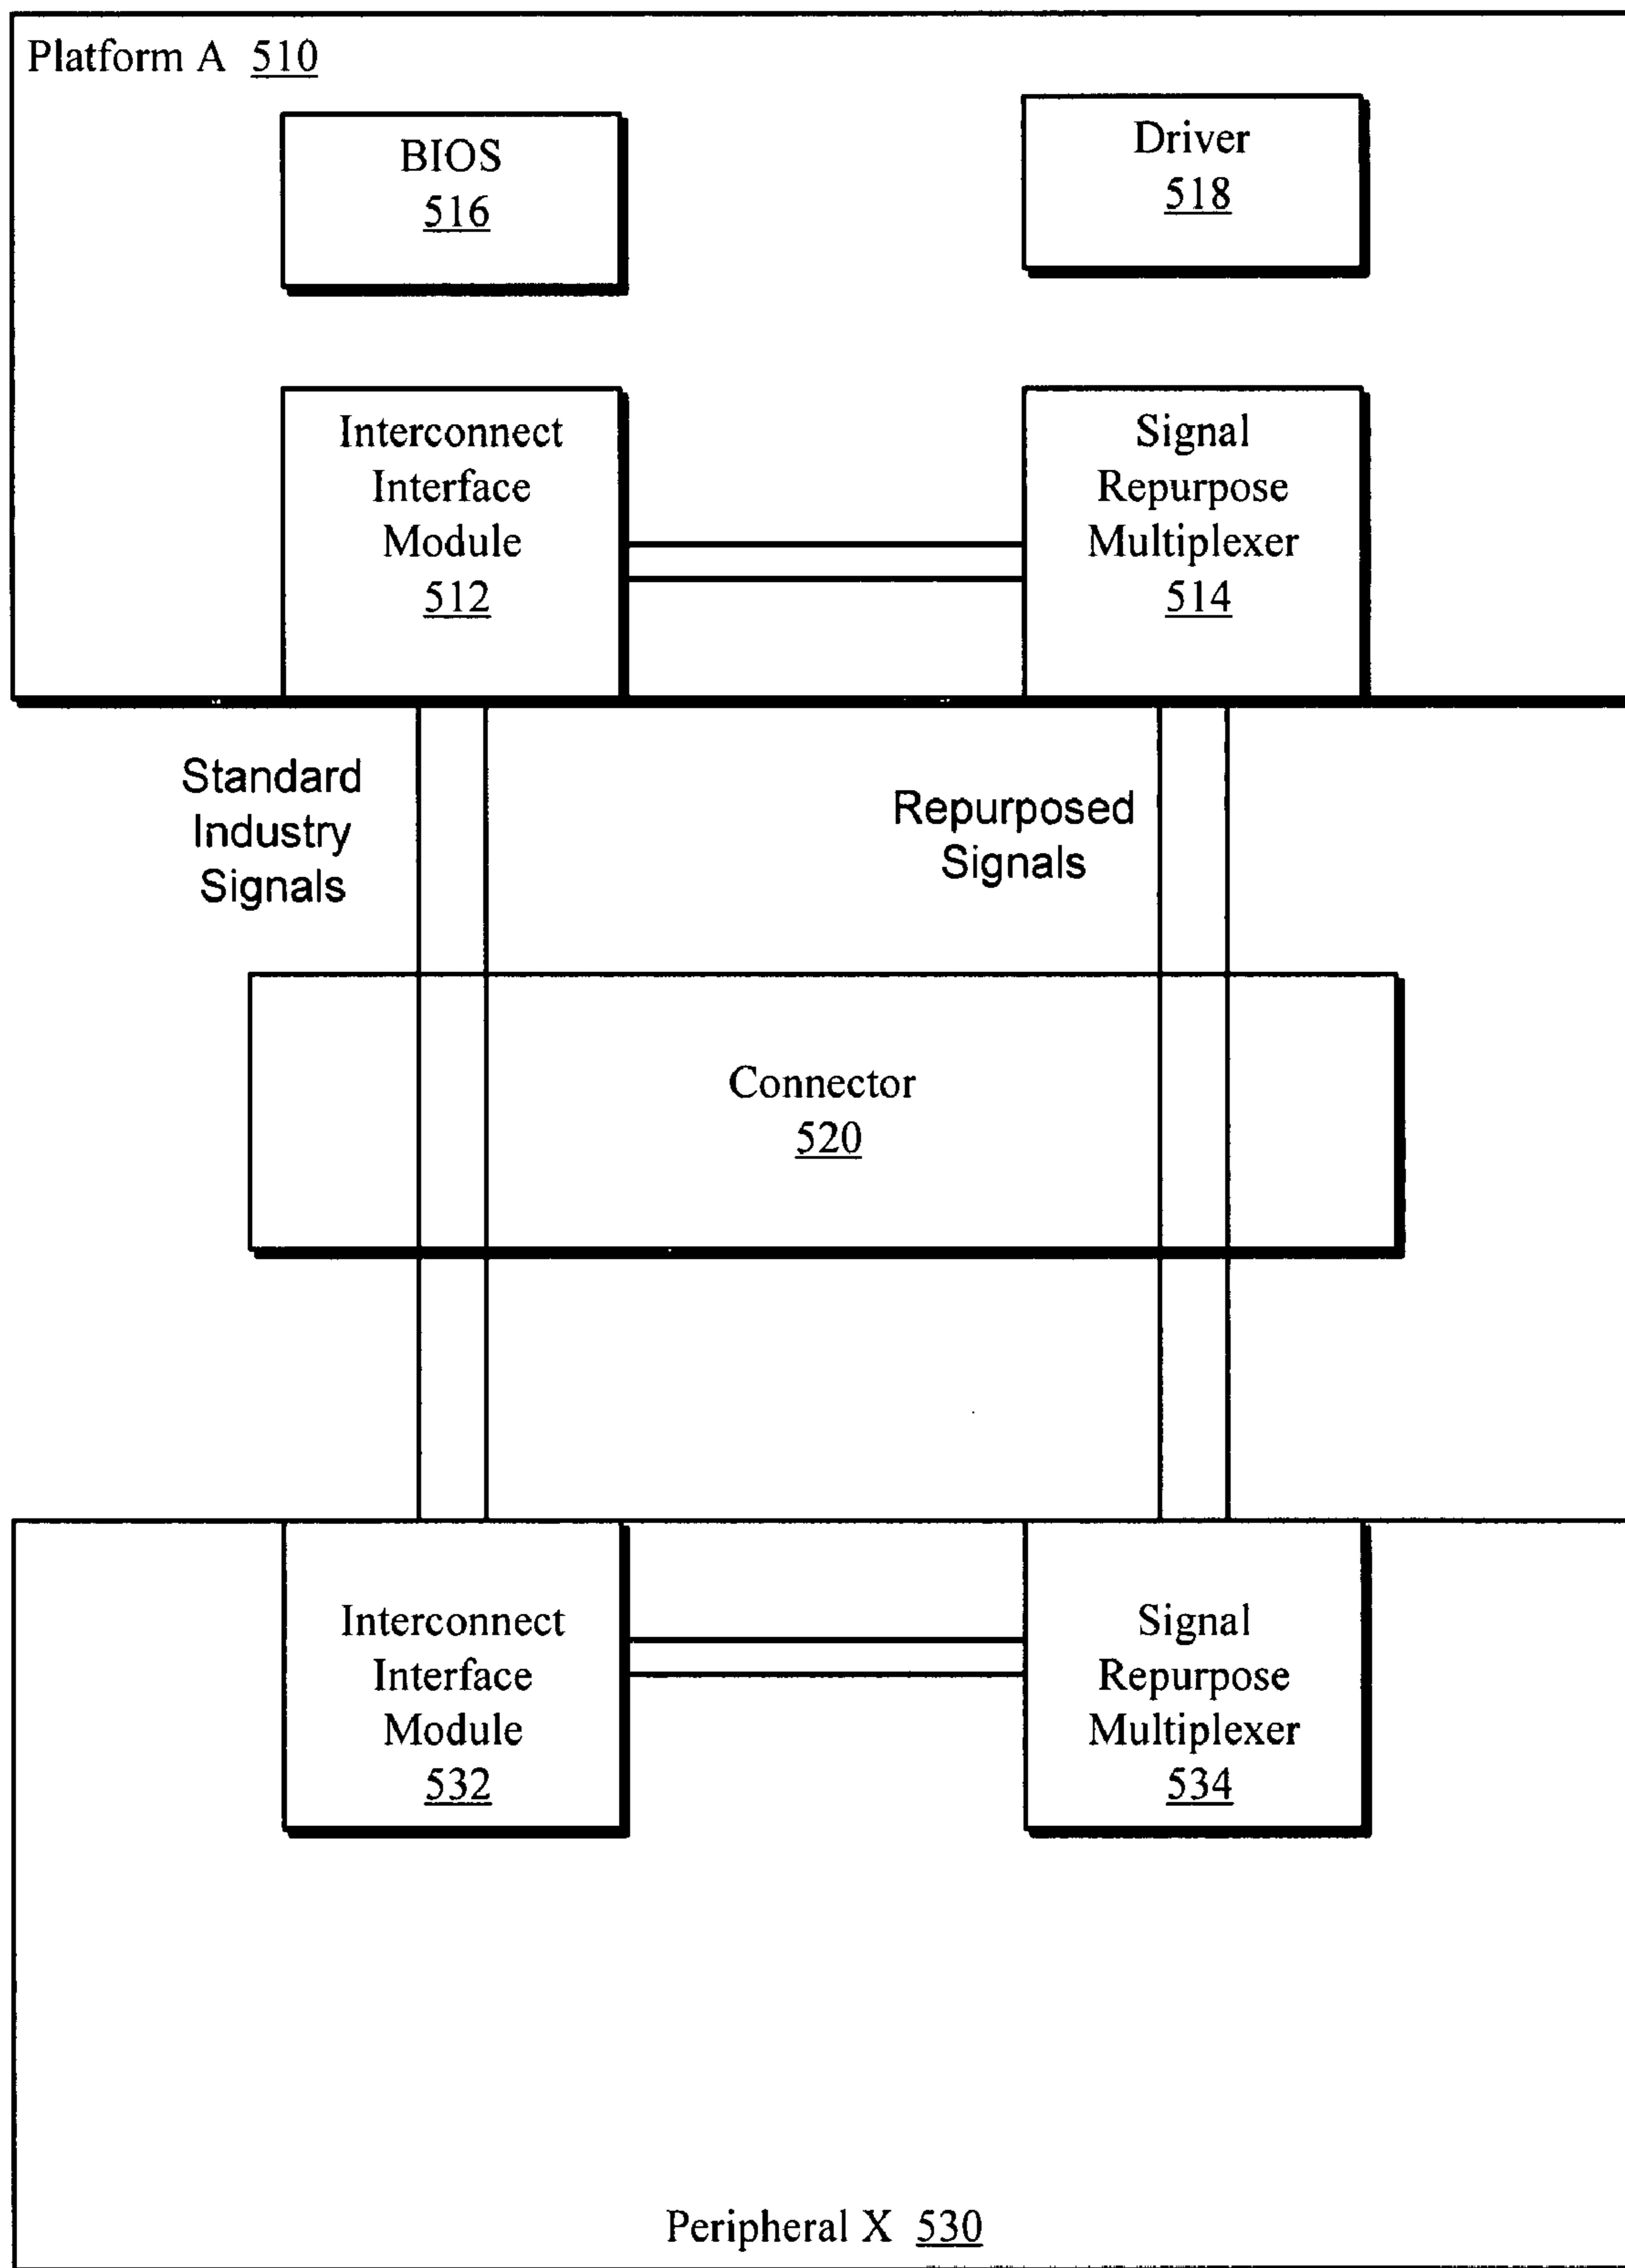 Platform A 510
BIOS
516
Driver
518
Interconnect
Interface
Module
512
Signal
Repurpose
Multiplexer
514
Standard
Industry
Signals
Repurposed
Signals
Connector
520
Interconnect
Interface
Module
532
Signal
Repurpose
Multiplexer
534
Peripheral X 530